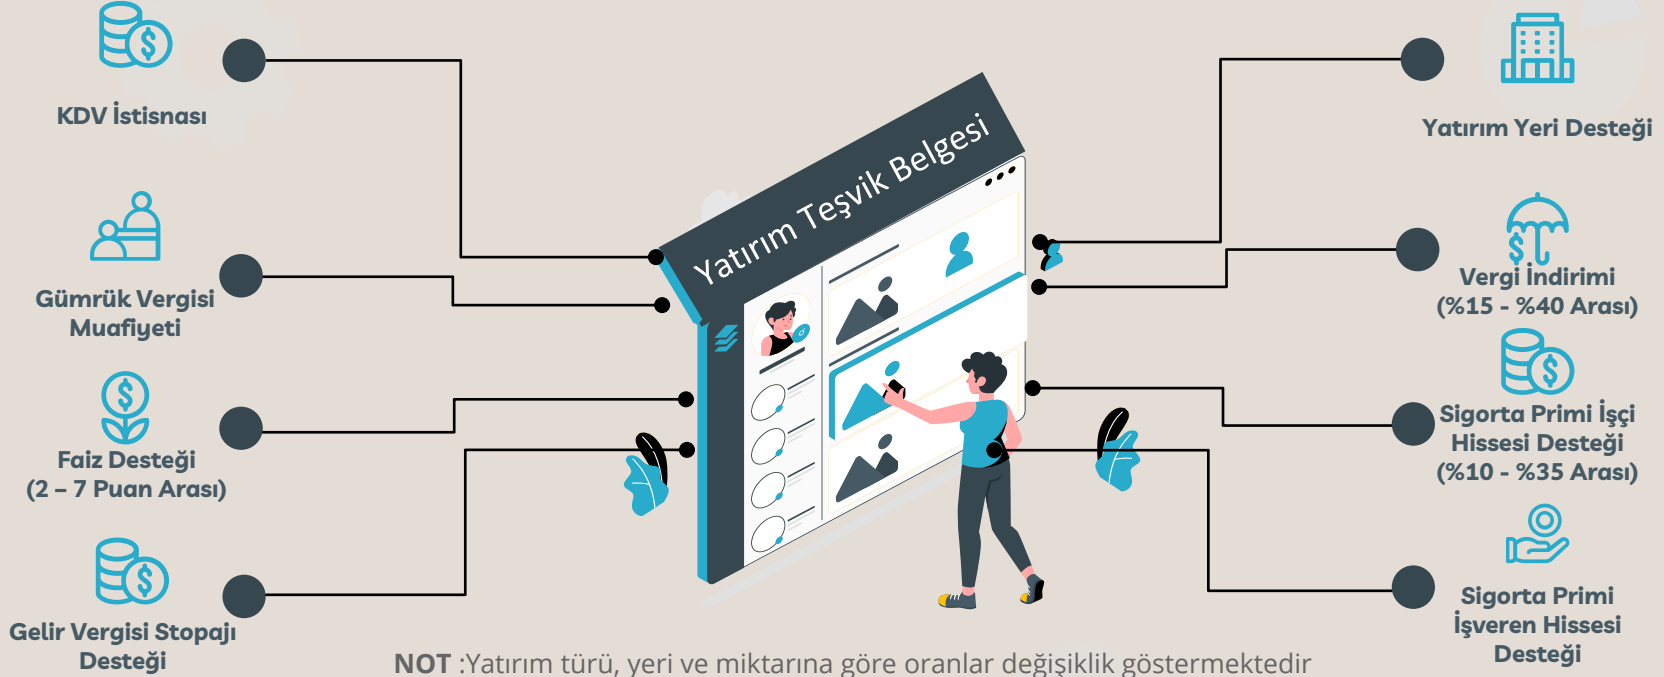 KDV İstisnası
Gümrük Vergisi
Muafiyeti
Faiz Desteği
(2 – 7 Puan Arası)
Gelir Vergisi Stopajı
Desteği
Yatırım Teşvik Belgesi
Yatırım Yeri Desteği
Vergi İndirimi
(%15 - %40 Arası)
Sigorta Primi İşçi
Hissesi Desteği
(%10 - %35 Arası)
Sigorta Primi
İşveren Hissesi
Desteği
NOT :Yatırım türü, yeri ve miktarına göre oranlar değişiklik göstermektedir